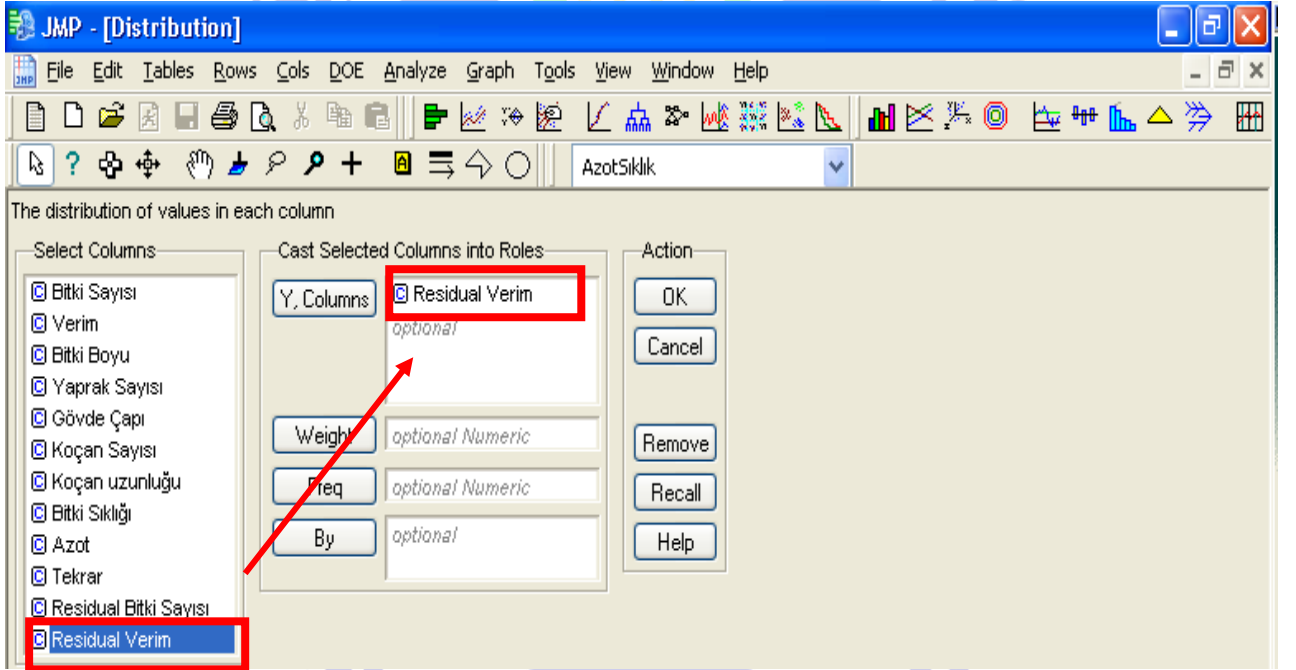 JMP - [Distribution]
File Edit Tables Rows Cols DOE Analyze Graph Tools View Window Help
AzotSıklık
The distribution of values in each column
Select Columns
Bitki Sayısı
Verim
Bitki Boyu
Yaprak Sayısı
Gövde Çapı
Koçan Sayısı
Koçan uzunluğu
Bitki Sıklığı
Azot
Tekrar
Residual Bitki Sayısı
Residual Verim
Cast Selected Columns into Roles
Y, Columns
Residual Verim
optional
Weight
optional Numeric
Freq
optional Numeric
By
optional
Action
OK
Cancel
Remove
Recall
Help